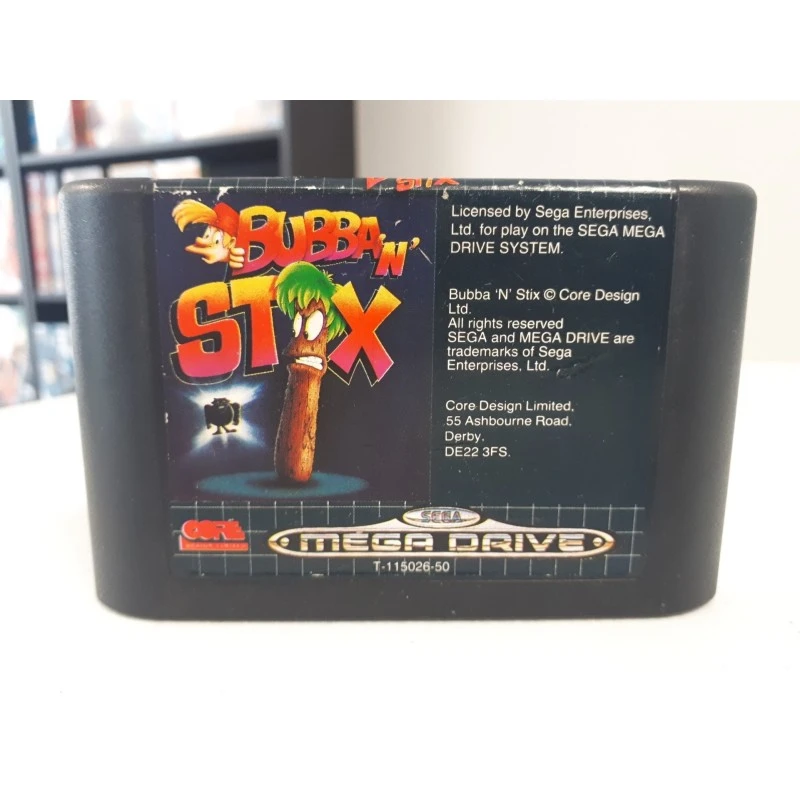 STIX
BUBBA 'N'
STIX
Licensed by Sega Enterprises,
Ltd. for play on the SEGA MEGA
DRIVE SYSTEM.
Bubba 'N' Stix © Core Design
Ltd.
All rights reserved
SEGA and MEGA DRIVE are
trademarks of Sega
Enterprises, Ltd.
Core Design Limited,
55 Ashbourne Road,
Derby.
DE22 3FS.
CORE
SEGA
MEGA DRIVE
T-115026-50